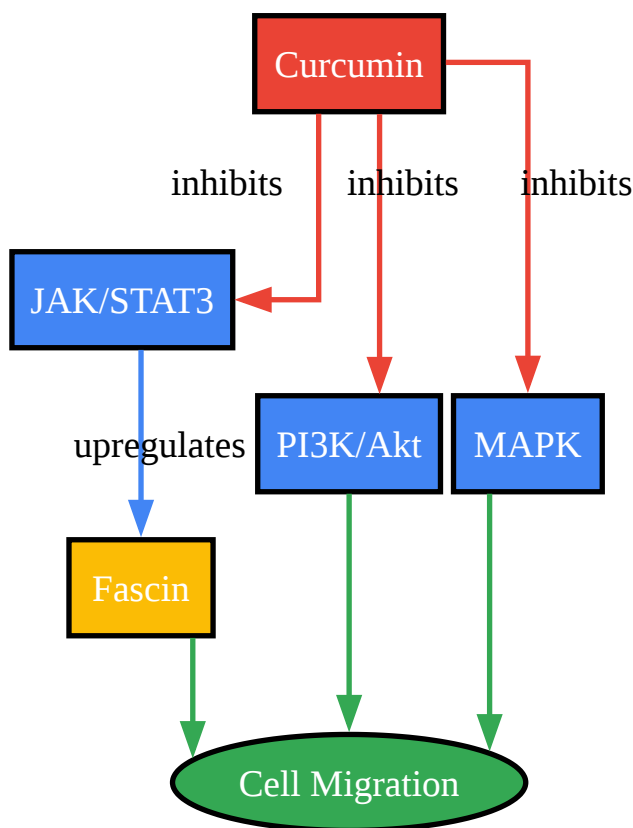 Curcumin
inhibits
inhibits
inhibits
JAK/STAT3
upregulates
PI3K/Akt
MAPK
Fascin
Cell Migration